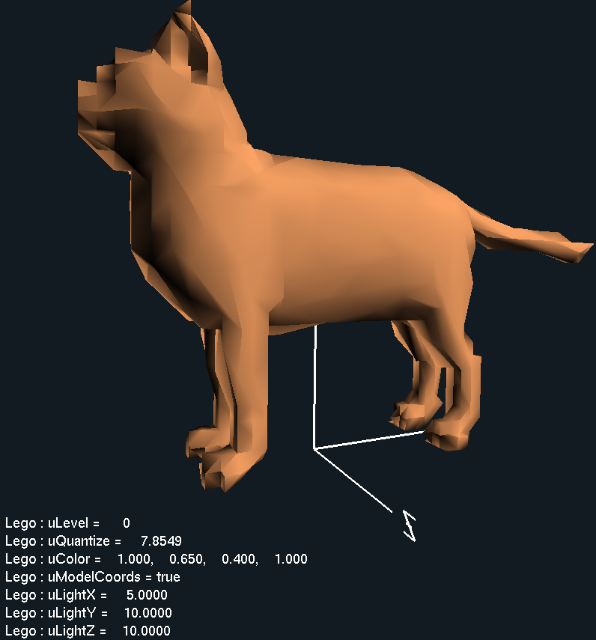 Z
Lego : uLevel = 0
Lego : uQuantize = 7.8549
Lego : uColor = 1.000, 0.650, 0.400, 1.000
Lego : uModelCoords = true
Lego : uLightX = 5.0000
Lego : uLightY = 10.0000
Lego : uLightZ = 10.0000